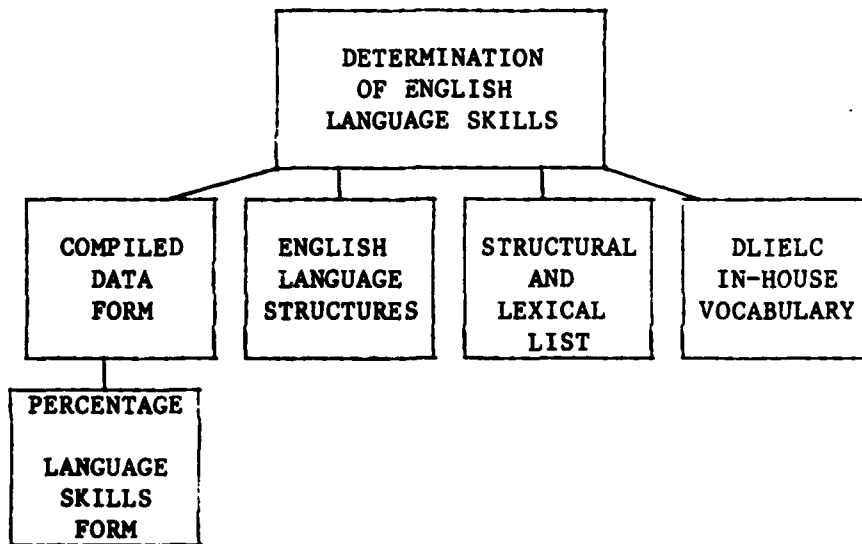 DETERMINATION
OF ENGLISH
LANGUAGE SKILLS
COMPILED
DATA
FORM
ENGLISH
LANGUAGE
STRUCTURES
STRUCTURAL
AND
LEXICAL
LIST
DLIELC
IN-HOUSE
VOCABULARY
PERCENTAGE
LANGUAGE
SKILLS
FORM